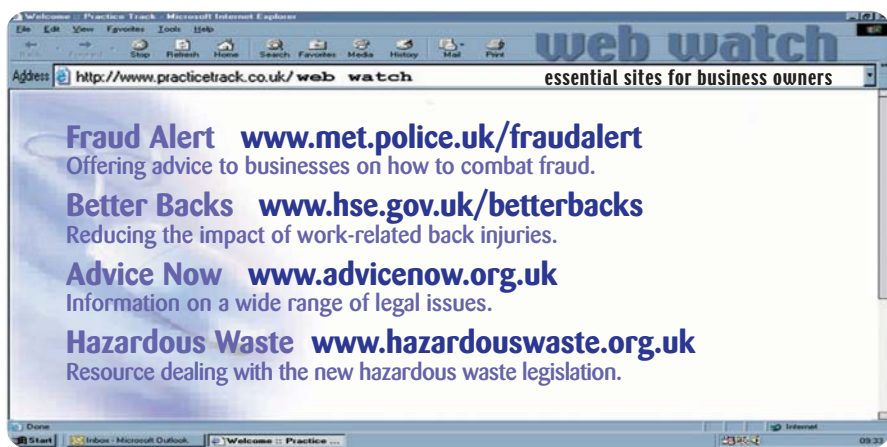 Welcome :: Practice Track - Microsoft Internet Explorer
File Edit View Favorites Tools Help
Stop Refresh Home Search Favorites Media History Mail Print
web watch
Address http://www.practicetrack.co.uk/web watch
essential sites for business owners
Fraud Alert www.met.police.uk/fraudalert
Offering advice to businesses on how to combat fraud.
Better Backs www.hse.gov.uk/betterbacks
Reducing the impact of work-related back injuries.
Advice Now www.advicenow.org.uk
Information on a wide range of legal issues.
Hazardous Waste www.hazardouswaste.org.uk
Resource dealing with the new hazardous waste legislation.
Done
Internet
Start Inbox - Microsoft Outlook Welcome :: Practice ... 09:33